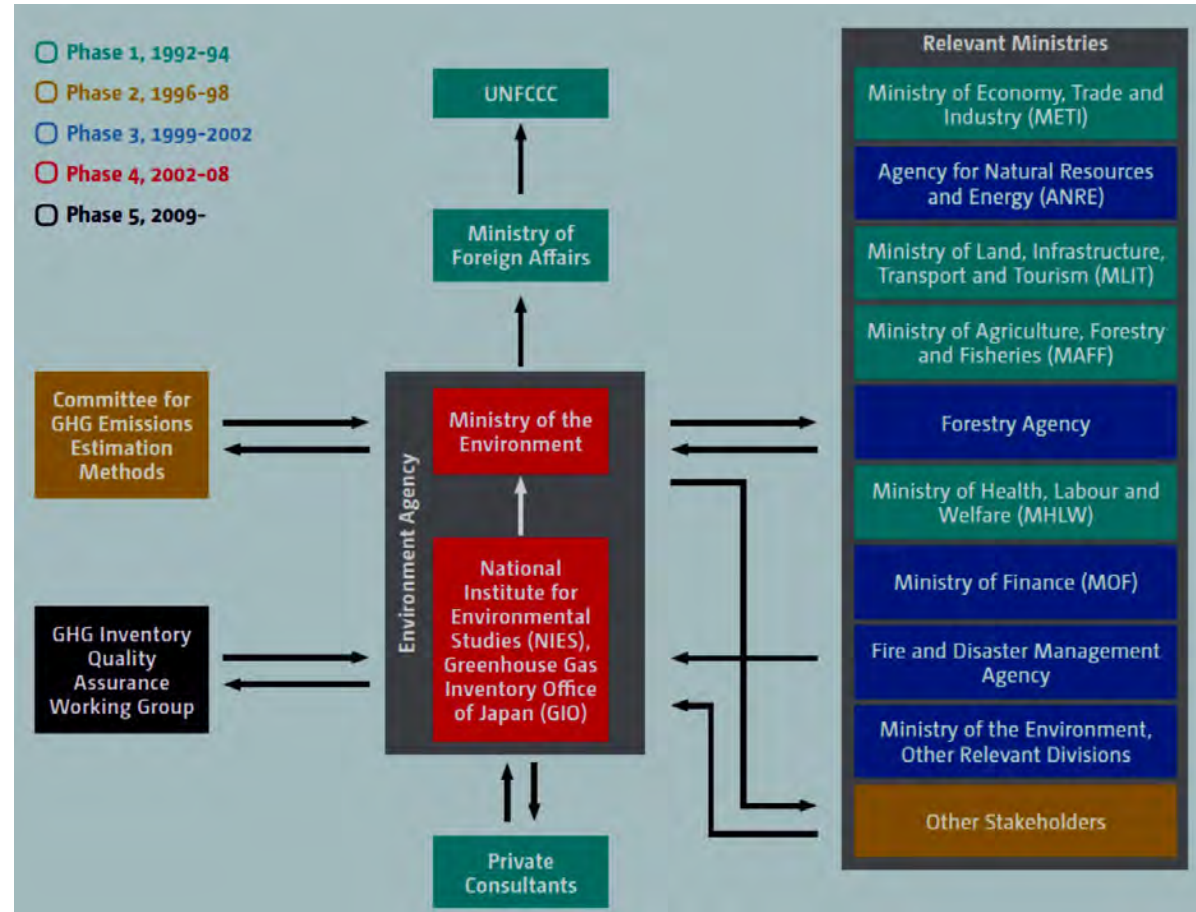 Phase 1, 1992-94
Phase 2, 1996-98
Phase 3, 1999-2002
Phase 4, 2002-08
Phase 5, 2009-
UNFCCC
Ministry of
Foreign Affairs
Committee for
GHG Emissions
Estimation
Methods
GHG Inventory
Quality
Assurance
Working Group
Environment Agency
Ministry of the
Environment
National
Institute for
Environmental
Studies (NIES),
Greenhouse Gas
Inventory Office
of Japan (GIO)
Private
Consultants
Relevant Ministries
Ministry of Economy, Trade and
Industry (METI)
Agency for Natural Resources
and Energy (ANRE)
Ministry of Land, Infrastructure,
Transport and Tourism (MLIT)
Ministry of Agriculture, Forestry
and Fisheries (MAFF)
Forestry Agency
Ministry of Health, Labour and
Welfare (MHLW)
Ministry of Finance (MOF)
Fire and Disaster Management
Agency
Ministry of the Environment,
Other Relevant Divisions
Other Stakeholders